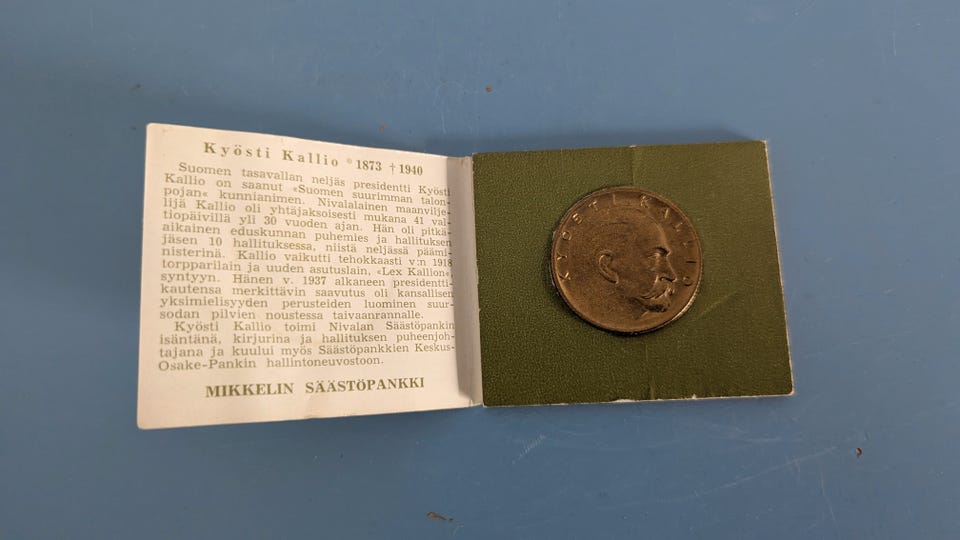 Kyösti Kallio * 1873 † 1940
Suomen tasavallan neljäs presidentti Kyösti
Kallio on saanut «Suomen suurimman talon-
pojan« kunnianimen. Nivalalainen maanvilje-
lijä Kallio oli yhtäjaksoisesti mukana 41 val-
tiopäivillä yli 30 vuoden ajan. Hän oli pitkä-
aikainen eduskunnan puhemies ja hallituksen
jäsen 10 hallituksessa, niistä neljässä päämi-
nisterinä. Kallio vaikutti tehokkaasti v:n 1918
torpparilain ja uuden asutuslain, «Lex Kallion«,
syntyyn. Hänen v. 1937 alkaneen presidentti-
kautensa merkittävin saavutus oli kansallisen
yksimielisyyden perusteiden luominen suur-
sodan pilvien noustessa taivaanrannalle.
Kyösti Kallio toimi Nivalan Säästöpankin
isäntänä, kirjurina ja hallituksen puheenjoh-
tajana ja kuului myös Säästöpankkien Keskus-
Osake-Pankin hallintoneuvostoon.
MIKKELIN SÄÄSTÖPANKKI
KYÖSTI KALLIO